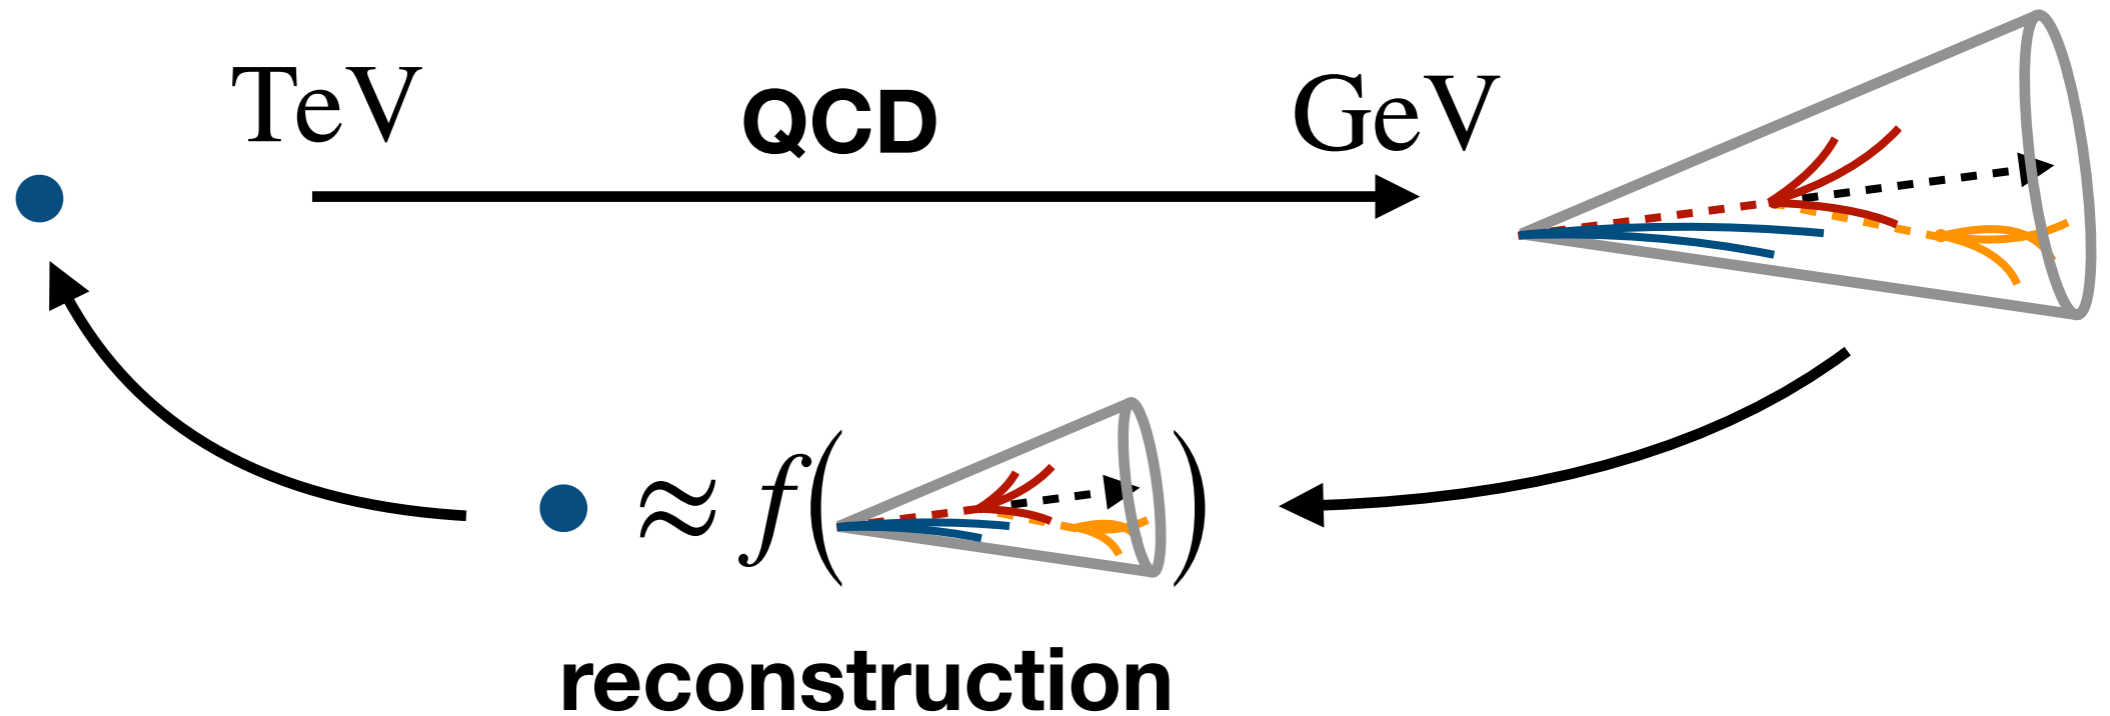 TeV QCD GeV
≈ f( )
reconstruction